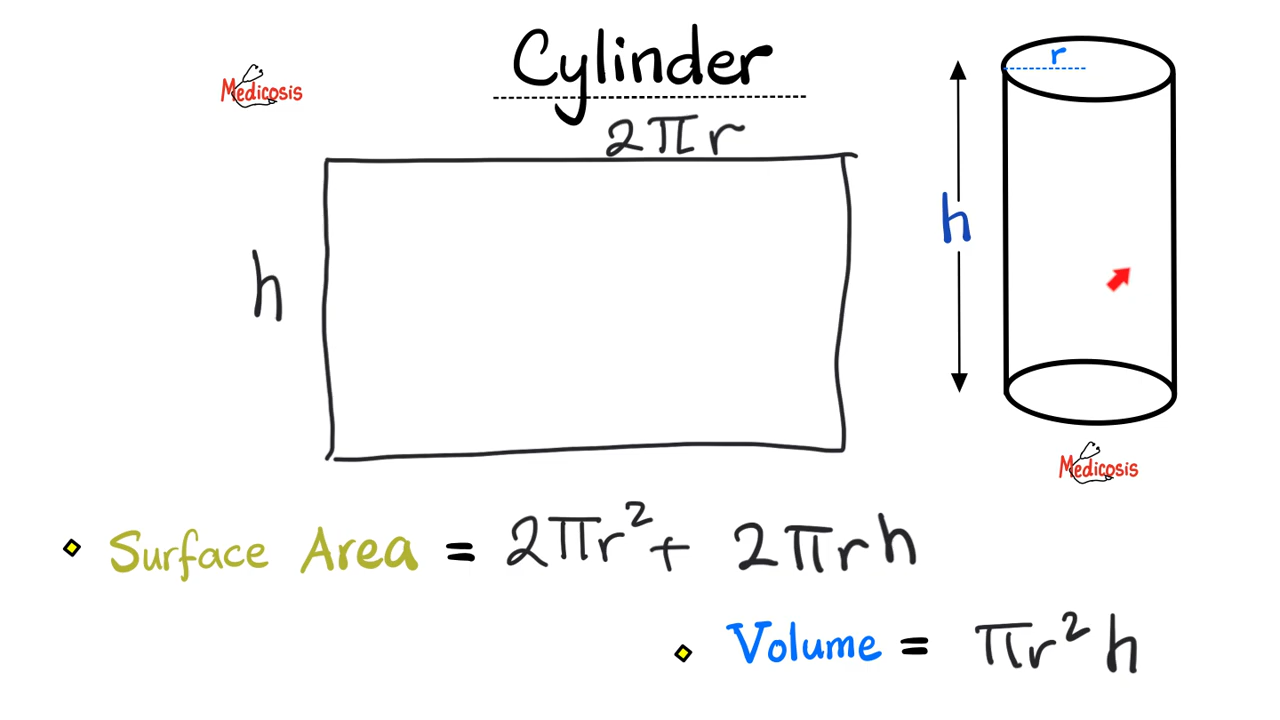 Cylinder
Medicosis
2πr
r
h
h
Medicosis
Surface Area = 2πr² + 2πrh
Volume = πr²h